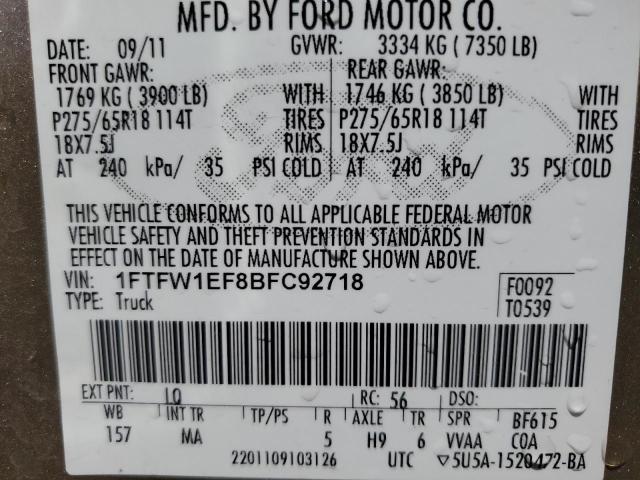 MFD. BY FORD MOTOR CO.
DATE: 09/11 GVWR: 3334 KG ( 7350 LB)
FRONT GAWR: REAR GAWR:
1769 KG ( 3900 LB) WITH 1746 KG ( 3850 LB) WITH
P275/65R18 114T TIRES P275/65R18 114T TIRES
18X7.5J RIMS 18X7.5J RIMS
AT 240 kPa/ 35 PSI COLD AT 240 kPa/ 35 PSI COLD
THIS VEHICLE CONFORMS TO ALL APPLICABLE FEDERAL MOTOR
VEHICLE SAFETY AND THEFT PREVENTION STANDARDS IN
EFFECT ON THE DATE OF MANUFACTURE SHOWN ABOVE.
VIN: 1FTFW1EF8BFC92718 F0092
TYPE: Truck T0539
EXT PNT: LQ RC: 56 DSO:
WB INT TR TP/PS R AXLE TR SPR BF615
157 MA 5 H9 6 VVAA COA
2201109103126 UTC ▽5U5A-1520472-BA